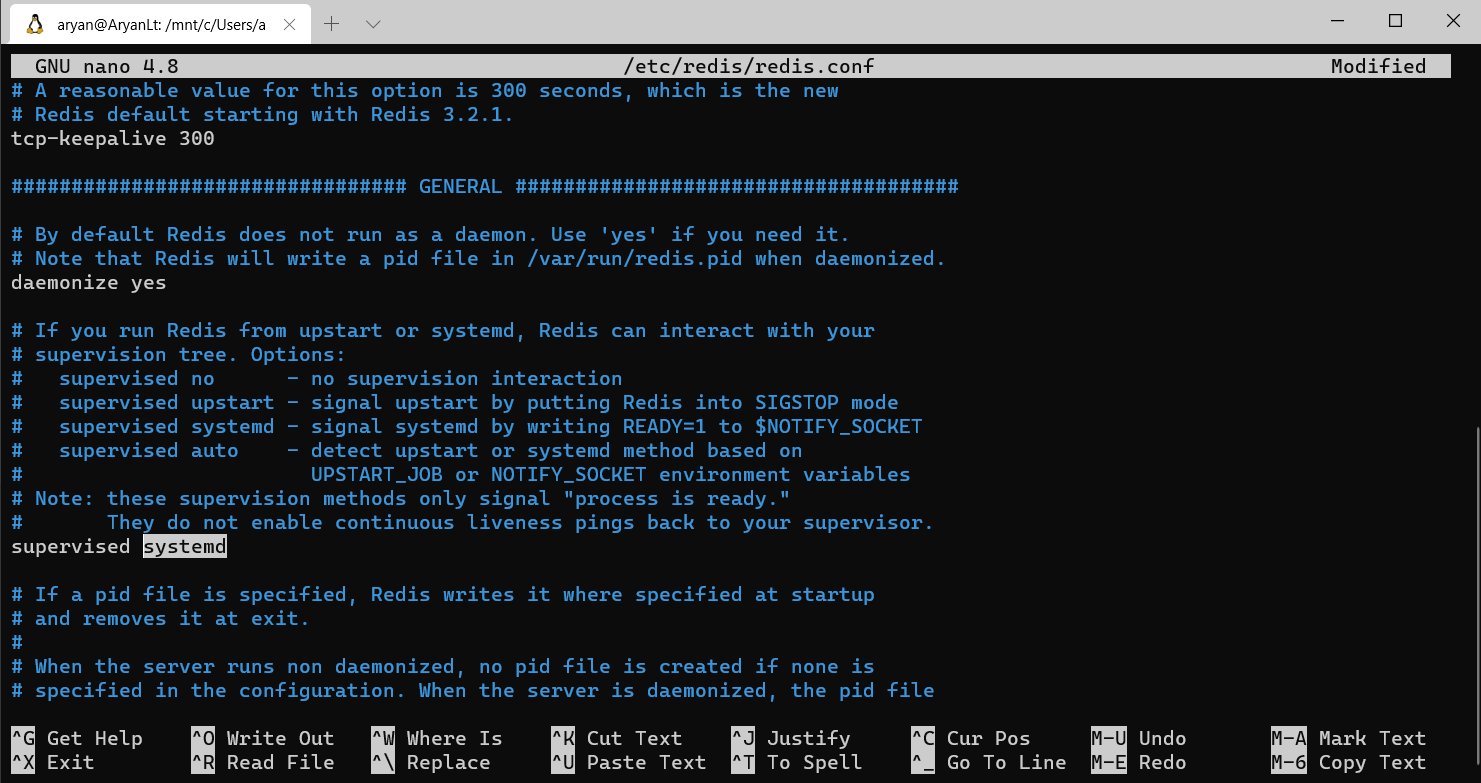 aryan@AryanLt: /mnt/c/Users/a
GNU nano 4.8 /etc/redis/redis.conf Modified
# A reasonable value for this option is 300 seconds, which is the new
# Redis default starting with Redis 3.2.1.
tcp-keepalive 300
################################# GENERAL #####################################
# By default Redis does not run as a daemon. Use 'yes' if you need it.
# Note that Redis will write a pid file in /var/run/redis.pid when daemonized.
daemonize yes
# If you run Redis from upstart or systemd, Redis can interact with your
# supervision tree. Options:
#   supervised no      - no supervision interaction
#   supervised upstart - signal upstart by putting Redis into SIGSTOP mode
#   supervised systemd - signal systemd by writing READY=1 to $NOTIFY_SOCKET
#   supervised auto    - detect upstart or systemd method based on
#                        UPSTART_JOB or NOTIFY_SOCKET environment variables
# Note: these supervision methods only signal "process is ready."
#       They do not enable continuous liveness pings back to your supervisor.
supervised systemd
# If a pid file is specified, Redis writes it where specified at startup
# and removes it at exit.
#
# When the server runs non daemonized, no pid file is created if none is
# specified in the configuration. When the server is daemonized, the pid file
^G Get Help ^O Write Out ^W Where Is ^K Cut Text ^J Justify ^C Cur Pos M-U Undo M-A Mark Text
^X Exit ^R Read File ^\ Replace ^U Paste Text ^T To Spell ^_ Go To Line M-E Redo M-6 Copy Text